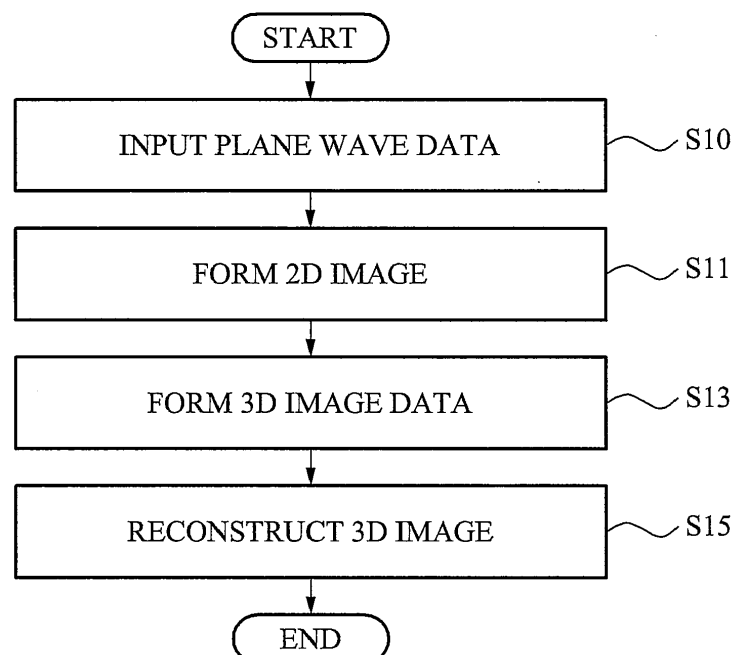 START
INPUT PLANE WAVE DATA
S10
FORM 2D IMAGE
S11
FORM 3D IMAGE DATA
S13
RECONSTRUCT 3D IMAGE
S15
END